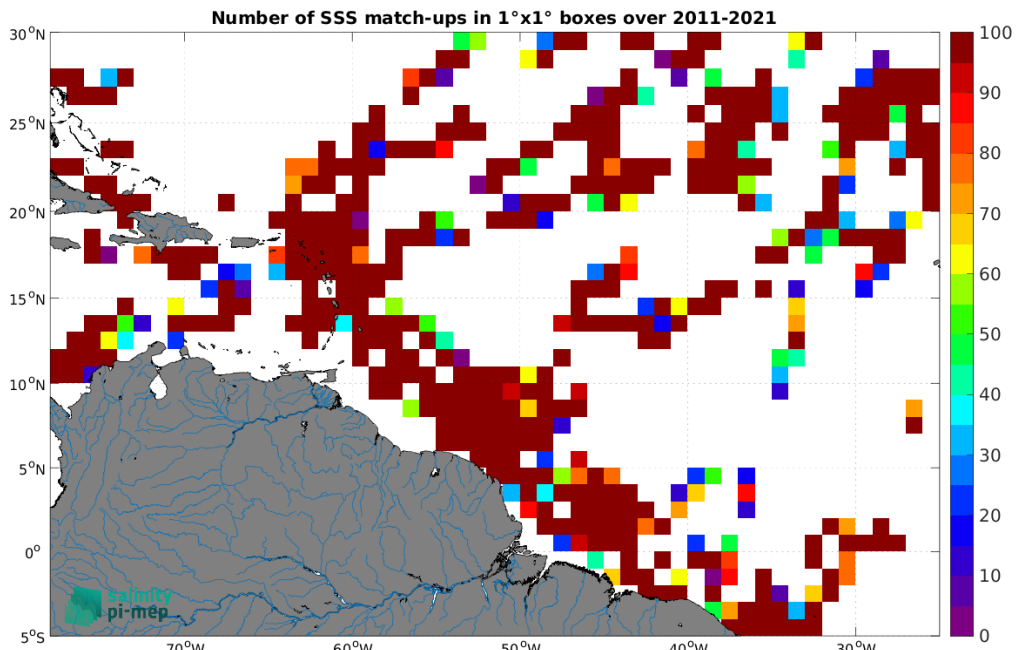 Number of SSS match-ups in 1°x1° boxes over 2011-2021
30°N
25°N
20°N
15°N
10°N
5°N
0°
5°S
70°W
60°W
50°W
40°W
30°W
100
90
80
70
60
50
40
30
20
10
0
salinity
pi-mep